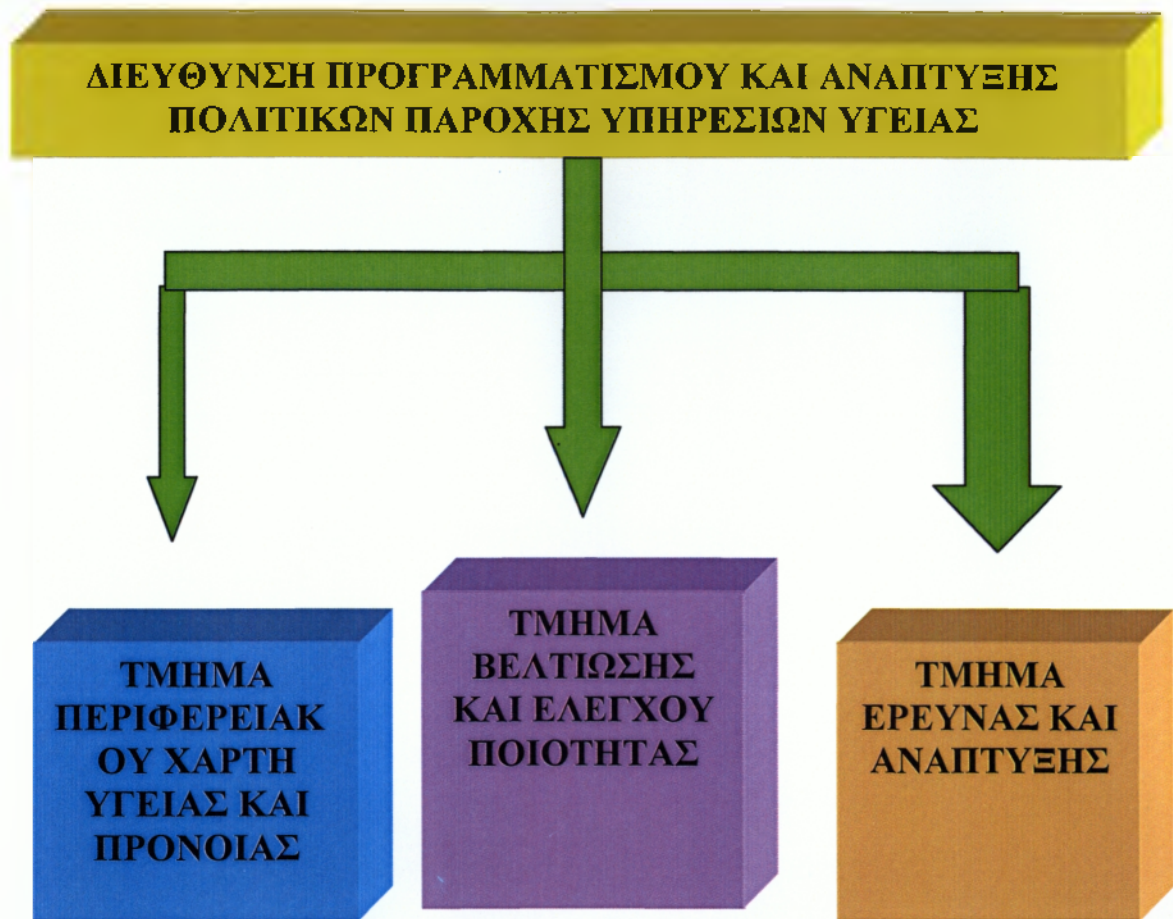 ΔΙΕΥΘΥΝΣΗ ΠΡΟΓΡΑΜΜΑΤΙΣΜΟΥ ΚΑΙ ΑΝΑΠΤΥΞΗΣ
ΠΟΛΙΤΙΚΩΝ ΠΑΡΟΧΗΣ ΥΠΗΡΕΣΙΩΝ ΥΓΕΙΑΣ
ΤΜΗΜΑ
ΠΕΡΙΦΕΡΕΙΑΚ
ΟΥ ΧΑΡΤΗ
ΥΓΕΙΑΣ ΚΑΙ
ΠΡΟΝΟΙΑΣ
ΤΜΗΜΑ
ΒΕΛΤΙΩΣΗΣ
ΚΑΙ ΕΛΕΓΧΟΥ
ΠΟΙΟΤΗΤΑΣ
ΤΜΗΜΑ
ΕΡΕΥΝΑΣ ΚΑΙ
ΑΝΑΠΤΥΞΗΣ